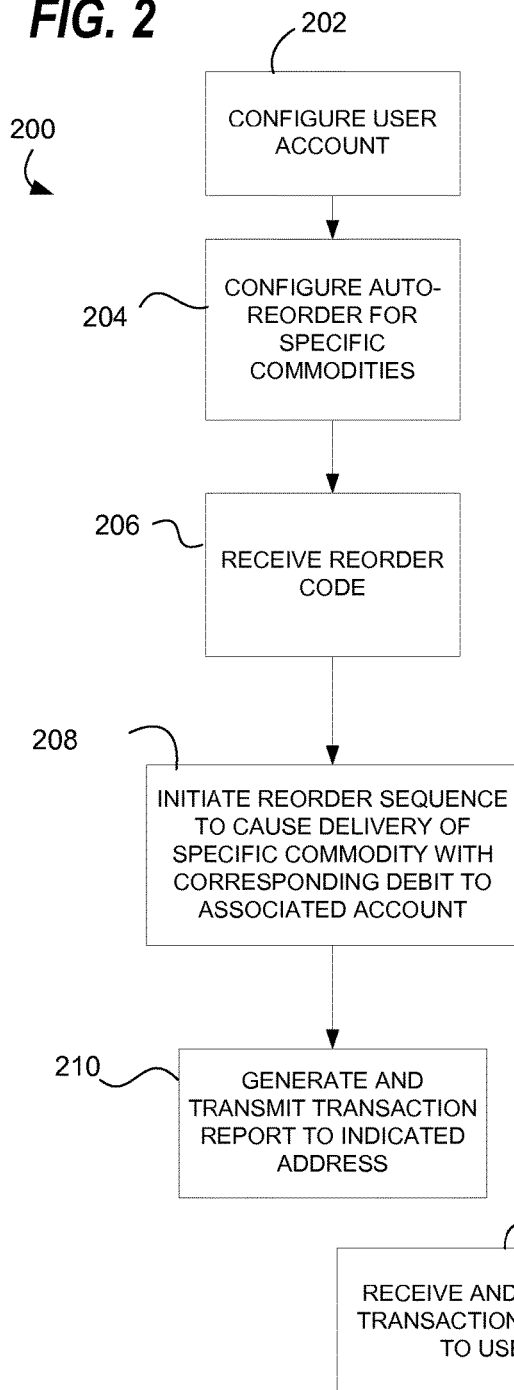 FIG. 2
202
200
CONFIGURE USER
ACCOUNT
204
CONFIGURE AUTO-
REORDER FOR
SPECIFIC
COMMODITIES
206
RECEIVE REORDER
CODE
208
INITIATE REORDER SEQUENCE
TO CAUSE DELIVERY OF
SPECIFIC COMMODITY WITH
CORRESPONDING DEBIT TO
ASSOCIATED ACCOUNT
210
GENERATE AND
TRANSMIT TRANSACTION
REPORT TO INDICATED
ADDRESS
RECEIVE AND
TRANSACTION
TO